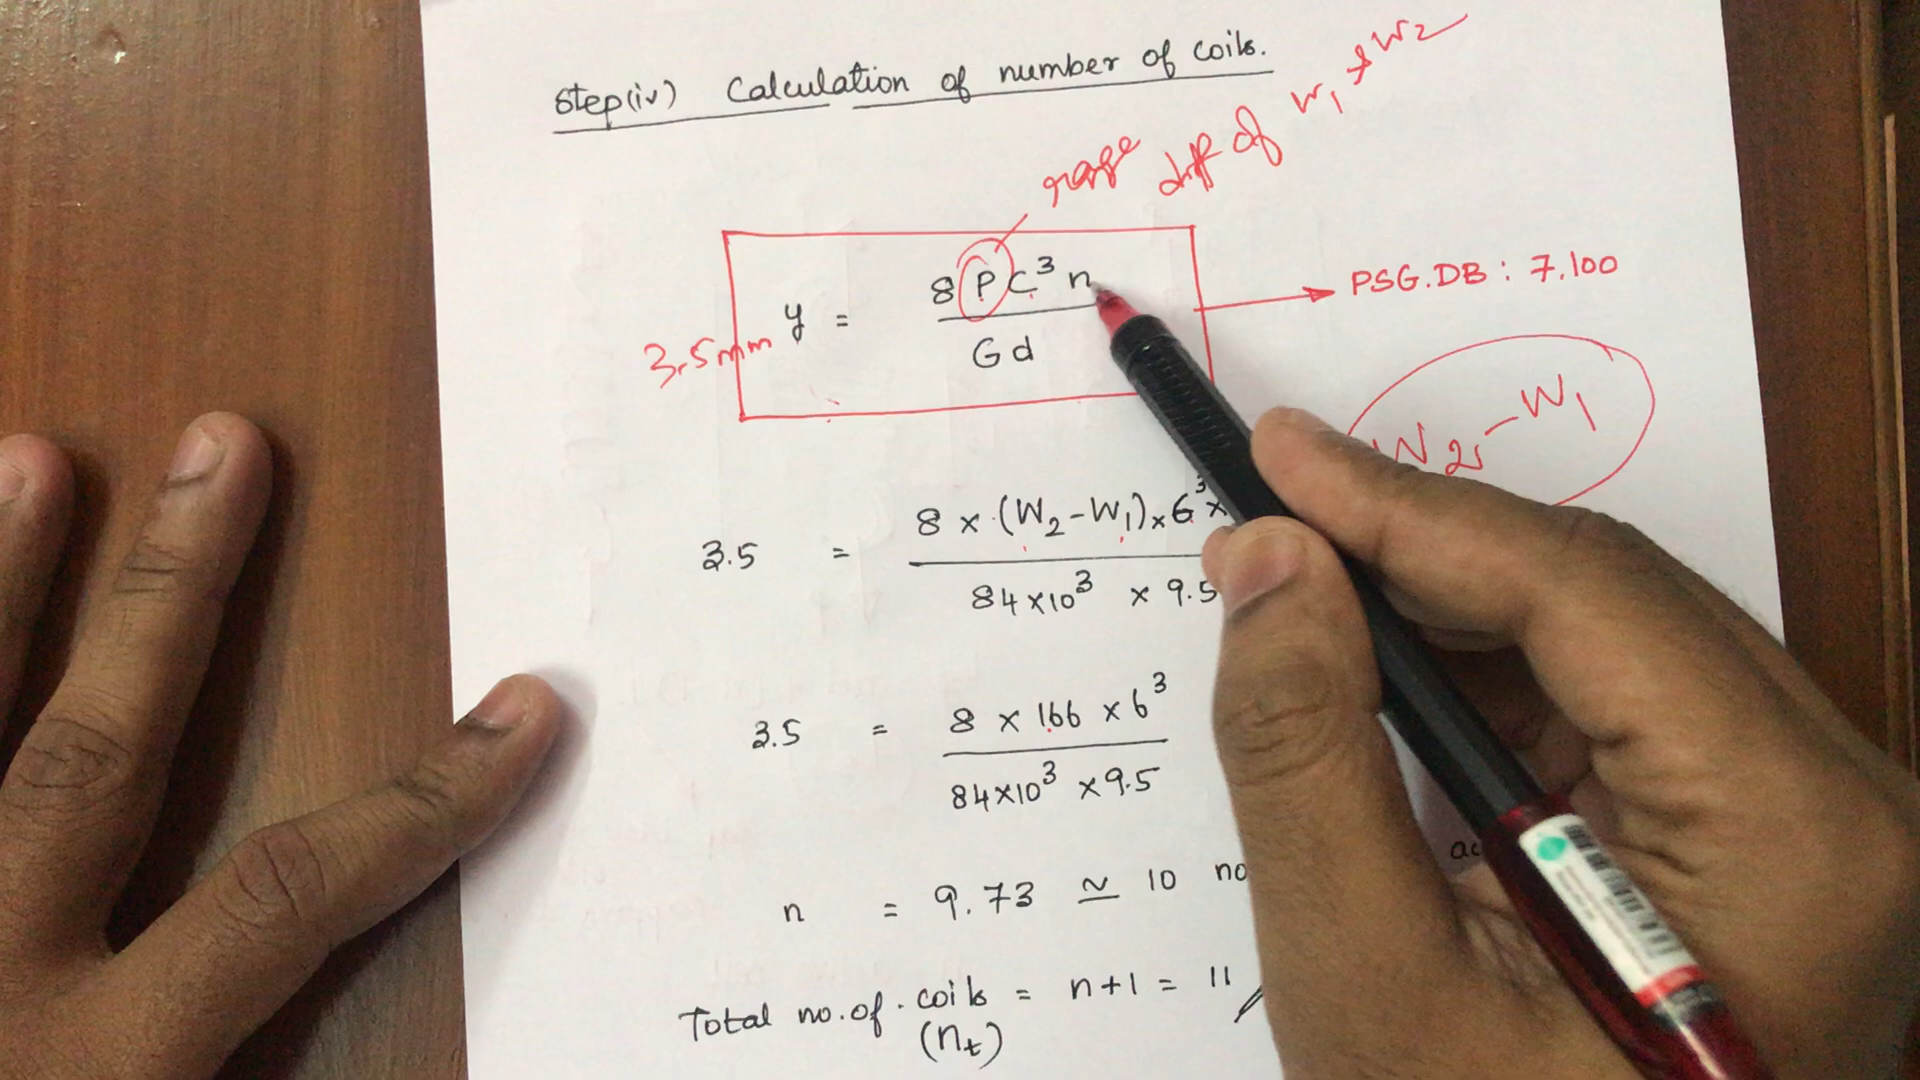 Step(iv) Calculation of number of coils.
range diff of W1 & W2
y = 8PC³n / Gd
3.5mm
PSG.DB : 7.100
W2 - W1
3.5 = 8 × (W2-W1) × 6³ × / 84×10³ × 9.5
3.5 = 8 × 166 × 6³ / 84×10³ × 9.5
n = 9.73 ≃ 10
Total no.of. coils = n+1 = 11
(nt)